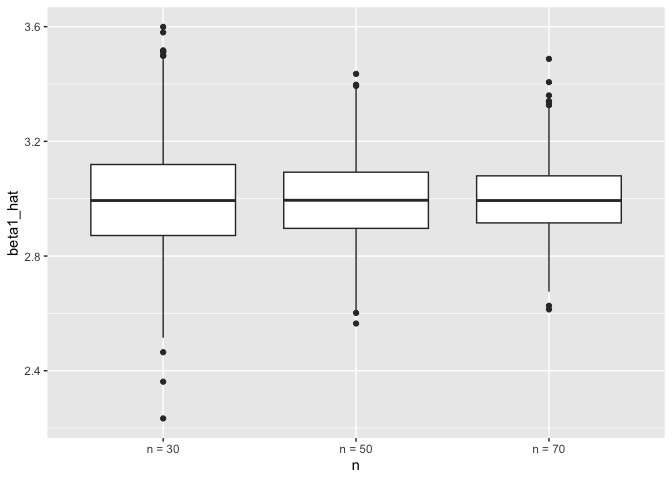 3.6
3.2
2.8
2.4
beta1_hat
n = 30 n = 50 n = 70
n